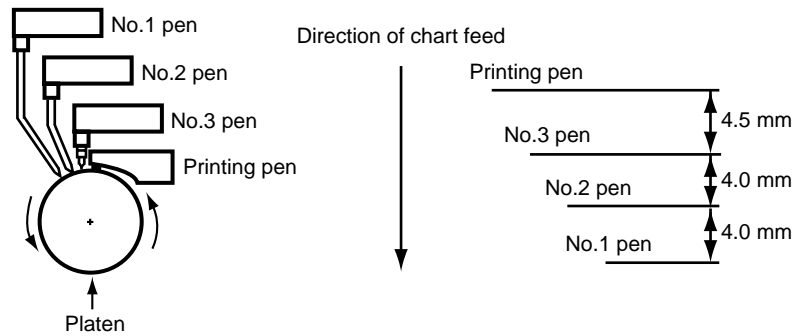 No.1 pen
No.2 pen
No.3 pen
Printing pen
Platen
Direction of chart feed
Printing pen
4.5 mm
No.3 pen
4.0 mm
No.2 pen
4.0 mm
No.1 pen